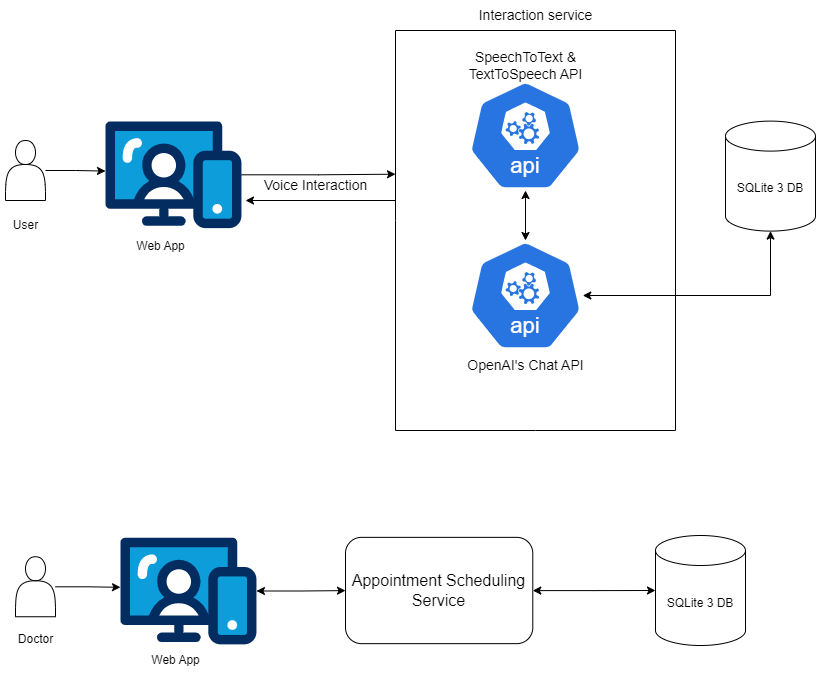 Interaction service
SpeechToText &
TextToSpeech API
api
Voice Interaction
SQLite 3 DB
User
Web App
api
OpenAI's Chat API
Appointment Scheduling
Service
SQLite 3 DB
Doctor
Web App